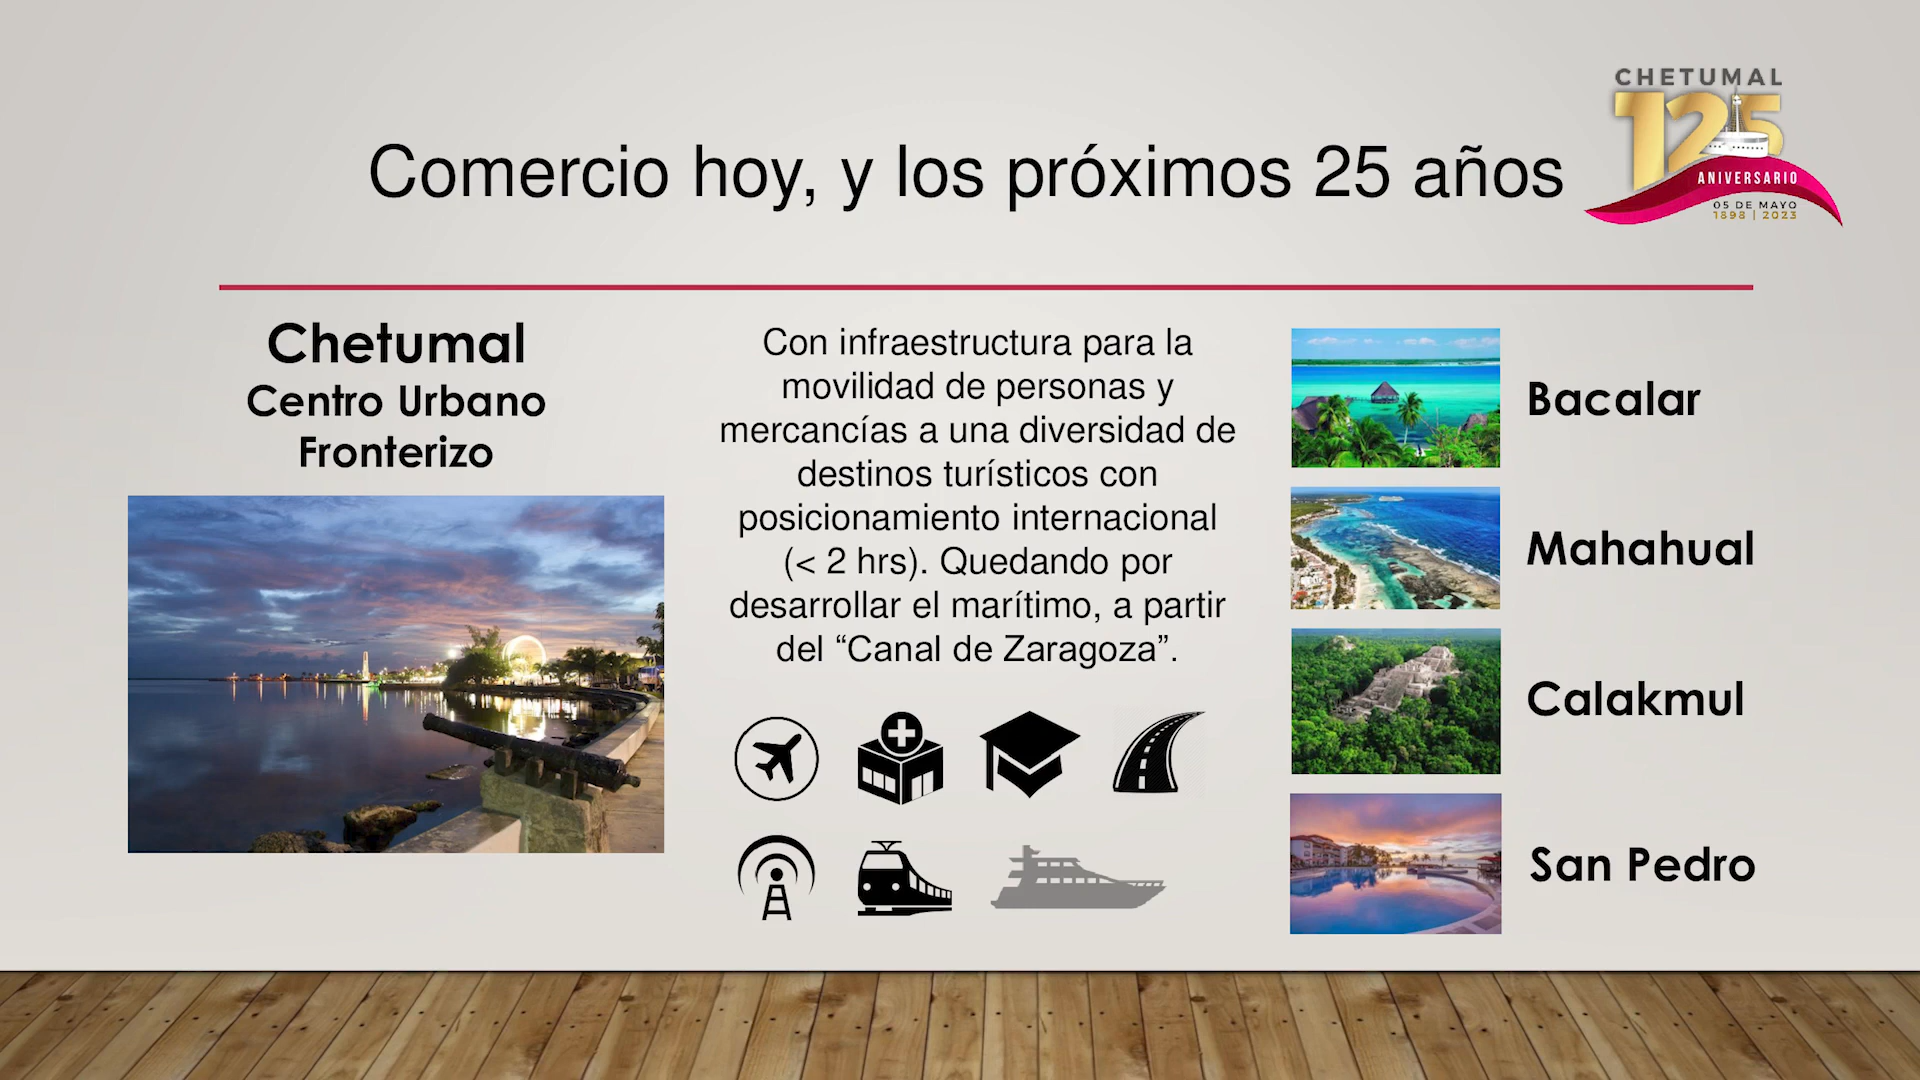 CHETUMAL
125
ANIVERSARIO
05 DE MAYO
1898 | 2023
Comercio hoy, y los próximos 25 años
Chetumal
Centro Urbano
Fronterizo
Con infraestructura para la
movilidad de personas y
mercancías a una diversidad de
destinos turísticos con
posicionamiento internacional
(< 2 hrs). Quedando por
desarrollar el marítimo, a partir
del “Canal de Zaragoza”.
Bacalar
Mahahual
Calakmul
San Pedro